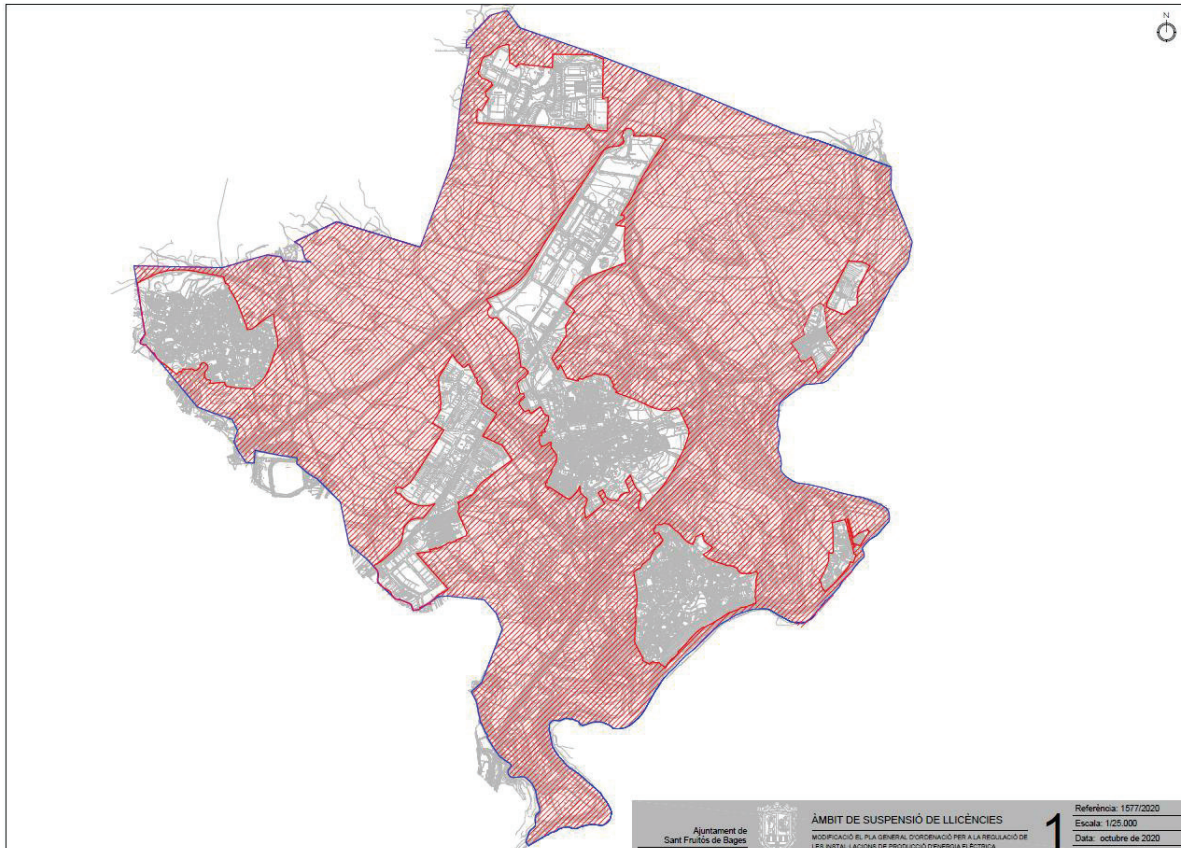 N
Ajuntament de
Sant Fruitós de Bages
ÀMBIT DE SUSPENSIÓ DE LLICÈNCIES
MODIFICACIÓ EL PLA GENERAL D'ORDENACIÓ PER A LA REGULACIÓ DE
LES INSTAL·LACIONS DE PRODUCCIÓ D'ENERGIA ELÈCTRICA
1
Referència: 1577/2020
Escala: 1/25.000
Data: octubre de 2020